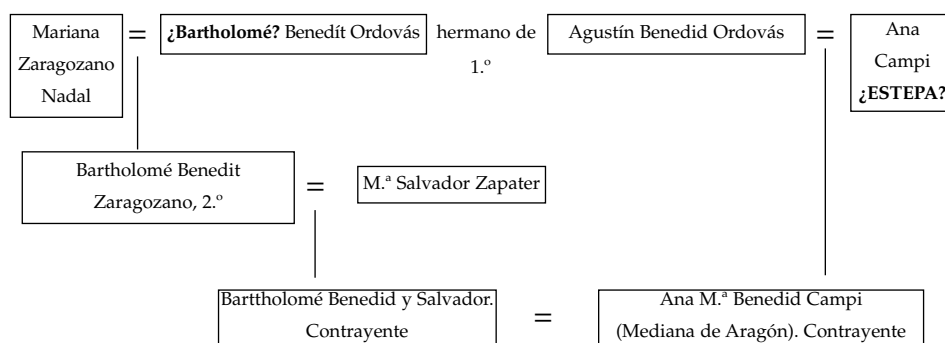 Mariana
Zaragozano
Nadal
=
¿Bartholomé? Benedít Ordovás
hermano de
1.º
Agustín Benedid Ordovás
=
Ana
Campi
¿ESTEPA?
Bartholomé Benedit
Zaragozano, 2.º
=
M.ª Salvador Zapater
Barttholomé Benedid y Salvador.
Contrayente
=
Ana M.ª Benedid Campi
(Mediana de Aragón). Contrayente